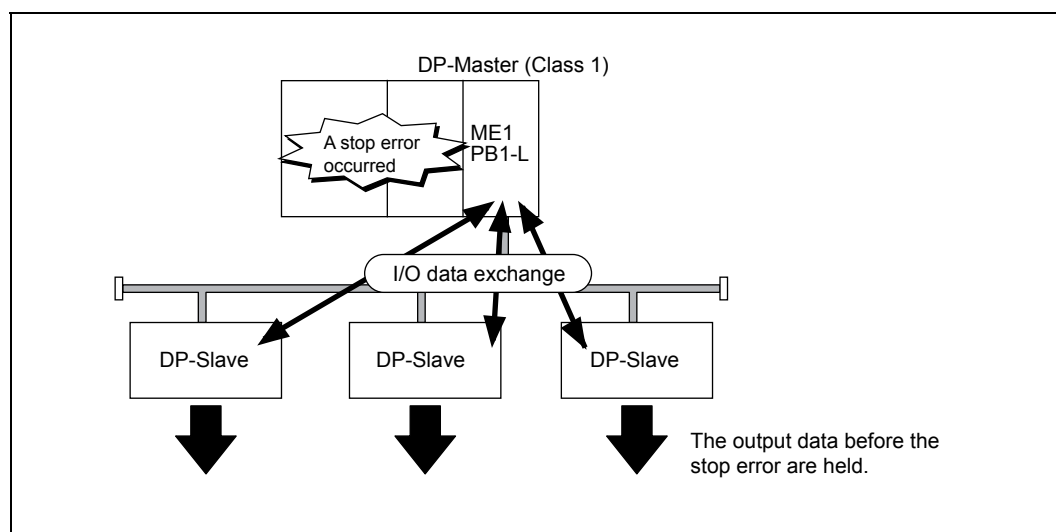 DP-Master (Class 1)
A stop error
occurred
ME1
PB1-L
I/O data exchange
DP-Slave
DP-Slave
DP-Slave
The output data before the
stop error are held.